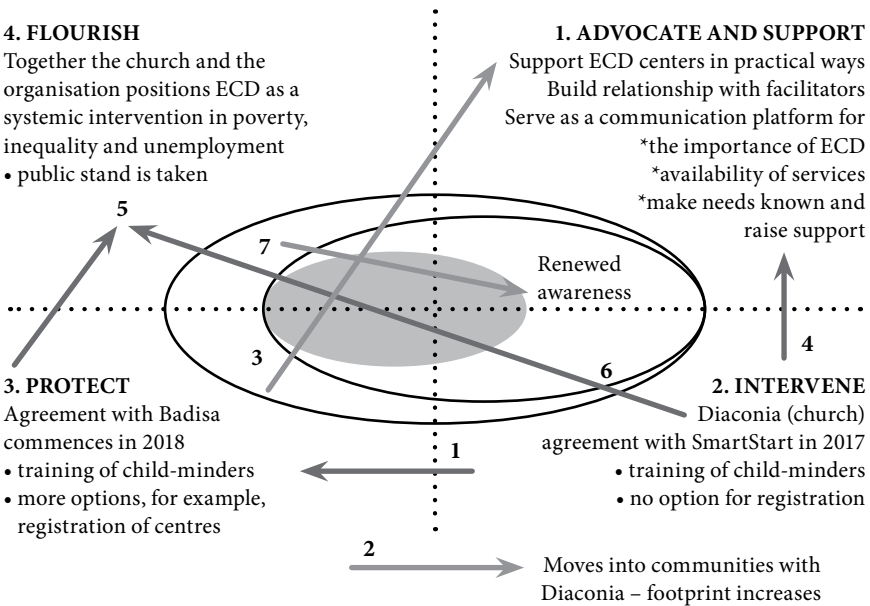 4. FLOURISH
Together the church and the
organisation positions ECD as a
systemic intervention in poverty,
inequality and unemployment
• public stand is taken
1. ADVOCATE AND SUPPORT
Support ECD centers in practical ways
Build relationship with facilitators
Serve as a communication platform for
*the importance of ECD
*availability of services
*make needs known and
raise support
5
7
Renewed
awareness
4
3
6
3. PROTECT
Agreement with Badisa
commences in 2018
• training of child-minders
• more options, for example,
registration of centres
2. INTERVENE
Diaconia (church)
agreement with SmartStart in 2017
• training of child-minders
• no option for registration
1
2
Moves into communities with
Diaconia – footprint increases